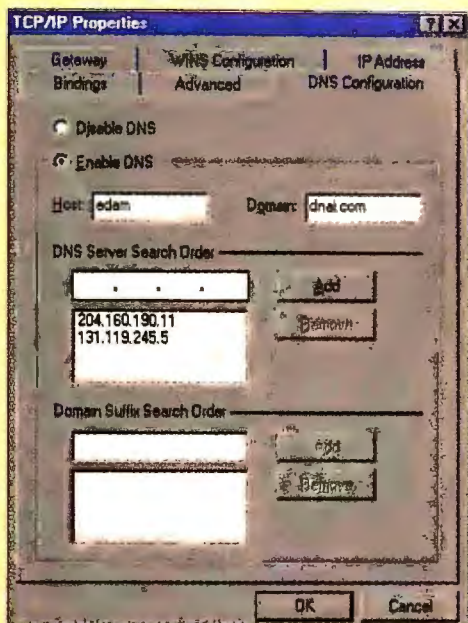 TCP/IP Properties
Gateway WINS Configuration IP Address
Bindings Advanced DNS Configuration
Disable DNS
Enable DNS
Host: edam Domain: dnai.com
DNS Server Search Order
. . . Add
204.160.190.11 Remove
131.119.245.5
Domain Suffix Search Order
Add
Remove
OK Cancel